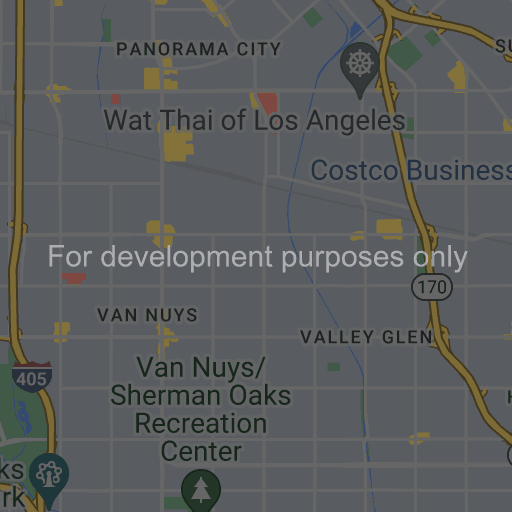 SU
PANORAMA CITY
Wat Thai of Los Angeles
Costco Business
For development purposes only
170
VAN NUYS
VALLEY GLEN
405
Van Nuys/
Sherman Oaks
Recreation
Center
H
ks
rk